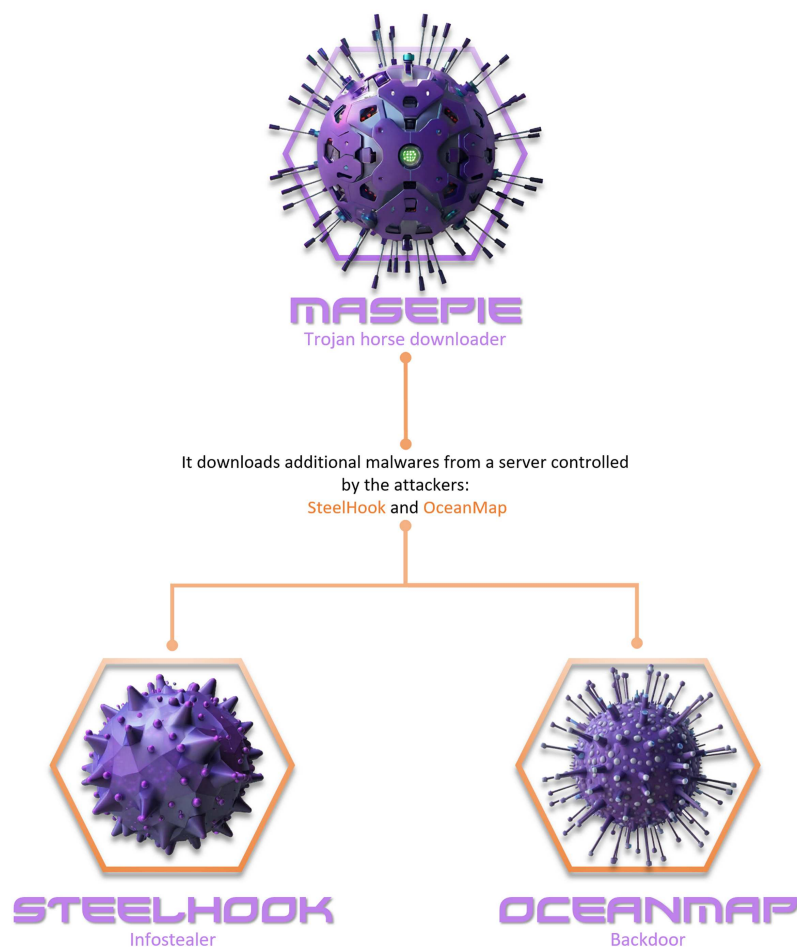 MASEPIE
Trojan horse downloader
It downloads additional malwares from a server controlled
by the attackers:
SteelHook and OceanMap
STEELHOOK
OCEANMAP
Infostealer
Backdoor